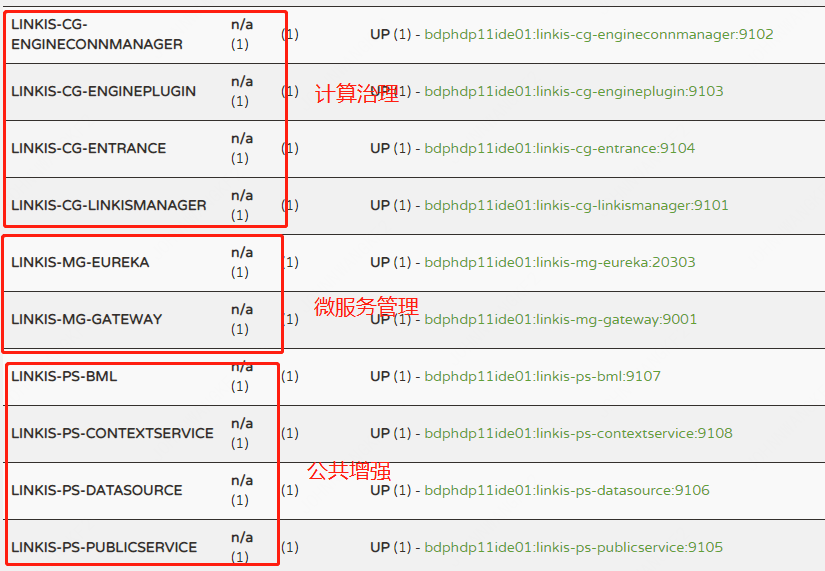 LINKIS-CG-
ENGINECONNMANAGER n/a (1) (1) UP (1) - bdphdp11ide01:linkis-cg-engineconnmanager:9102
LINKIS-CG-ENGINEPLUGIN n/a (1) (1) UP (1) - bdphdp11ide01:linkis-cg-engineplugin:9103
计算治理
LINKIS-CG-ENTRANCE n/a (1) (1) UP (1) - bdphdp11ide01:linkis-cg-entrance:9104
LINKIS-CG-LINKISMANAGER n/a (1) (1) UP (1) - bdphdp11ide01:linkis-cg-linkismanager:9101
LINKIS-MG-EUREKA n/a (1) (1) UP (1) - bdphdp11ide01:linkis-mg-eureka:20303
微服务管理
LINKIS-MG-GATEWAY n/a (1) (1) UP (1) - bdphdp11ide01:linkis-mg-gateway:9001
LINKIS-PS-BML n/a (1) (1) UP (1) - bdphdp11ide01:linkis-ps-bml:9107
LINKIS-PS-CONTEXTSERVICE n/a (1) (1) UP (1) - bdphdp11ide01:linkis-ps-contextservice:9108
公共增强
LINKIS-PS-DATASOURCE n/a (1) (1) UP (1) - bdphdp11ide01:linkis-ps-datasource:9106
LINKIS-PS-PUBLICSERVICE n/a (1) (1) UP (1) - bdphdp11ide01:linkis-ps-publicservice:9105